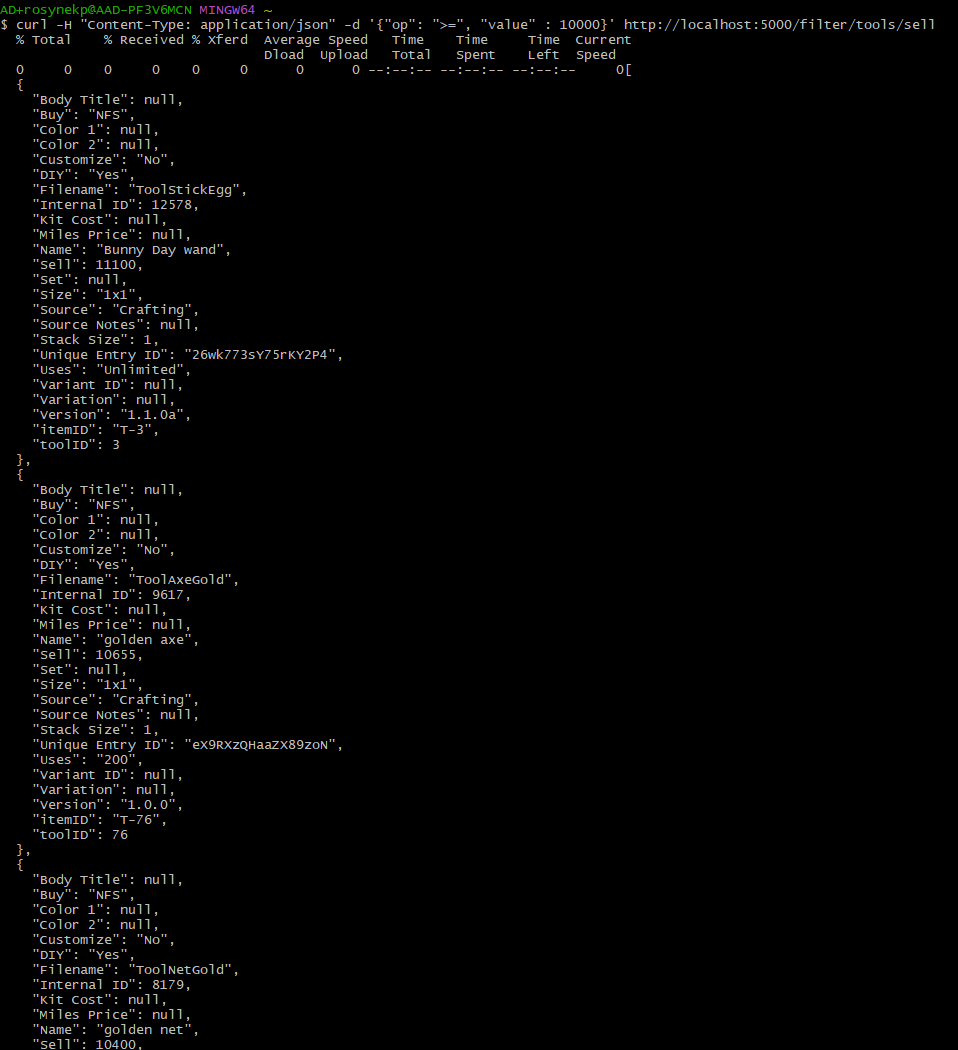 AD+rosynekp@AAD-PF3V6MCN MINGW64 ~
$ curl -H "Content-Type: application/json" -d '{"op": ">=", "value" : 10000}' http://localhost:5000/filter/tools/sell
  % Total    % Received % Xferd  Average Speed   Time    Time     Time  Current
                                 Dload  Upload   Total   Spent    Left  Speed
  0     0    0     0    0     0      0      0 --:--:-- --:--:-- --:--:--     0[
  {
    "Body Title": null,
    "Buy": "NFS",
    "Color 1": null,
    "Color 2": null,
    "Customize": "No",
    "DIY": "Yes",
    "Filename": "ToolStickEgg",
    "Internal ID": 12578,
    "Kit Cost": null,
    "Miles Price": null,
    "Name": "Bunny Day wand",
    "Sell": 11100,
    "Set": null,
    "Size": "1x1",
    "Source": "Crafting",
    "Source Notes": null,
    "Stack Size": 1,
    "Unique Entry ID": "26wk773sY75rKY2P4",
    "Uses": "Unlimited",
    "Variant ID": null,
    "Variation": null,
    "Version": "1.1.0a",
    "itemID": "T-3",
    "toolID": 3
  },
  {
    "Body Title": null,
    "Buy": "NFS",
    "Color 1": null,
    "Color 2": null,
    "Customize": "No",
    "DIY": "Yes",
    "Filename": "ToolAxeGold",
    "Internal ID": 9617,
    "Kit Cost": null,
    "Miles Price": null,
    "Name": "golden axe",
    "Sell": 10655,
    "Set": null,
    "Size": "1x1",
    "Source": "Crafting",
    "Source Notes": null,
    "Stack Size": 1,
    "Unique Entry ID": "eX9RXzQHaaZX89zoN",
    "Uses": "200",
    "Variant ID": null,
    "Variation": null,
    "Version": "1.0.0",
    "itemID": "T-76",
    "toolID": 76
  },
  {
    "Body Title": null,
    "Buy": "NFS",
    "Color 1": null,
    "Color 2": null,
    "Customize": "No",
    "DIY": "Yes",
    "Filename": "ToolNetGold",
    "Internal ID": 8179,
    "Kit Cost": null,
    "Miles Price": null,
    "Name": "golden net",
    "Sell": 10400,